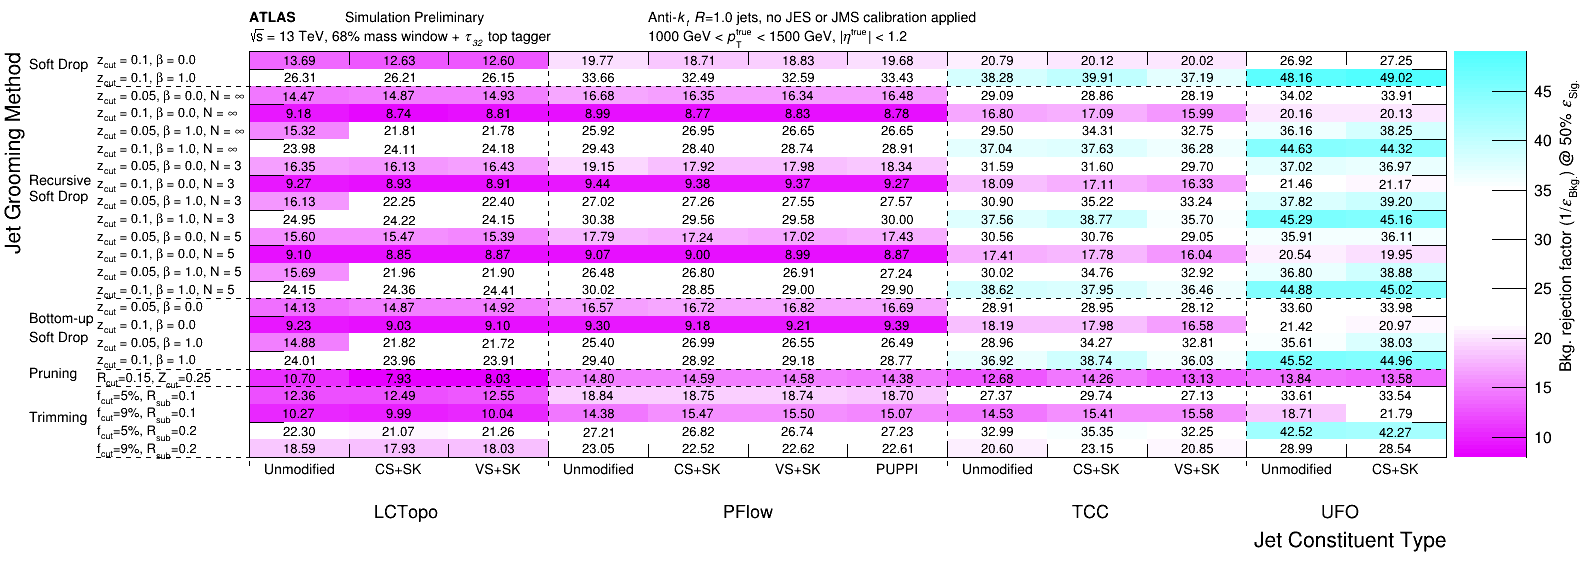 ATLAS Simulation Preliminary Anti-k_t R=1.0 jets, no JES or JMS calibration applied
√s = 13 TeV, 68% mass window + τ_32 top tagger 1000 GeV < p_T^true < 1500 GeV, |η^true| < 1.2
Jet Grooming Method
Soft Drop
z_cut = 0.1, β = 0.0 13.69 12.63 12.60 19.77 18.71 18.83 19.68 20.79 20.12 20.02 26.92 27.25
z_cut = 0.1, β = 1.0 26.31 26.21 26.15 33.66 32.49 32.59 33.43 38.28 39.91 37.19 48.16 49.02
Recursive
Soft Drop
z_cut = 0.05, β = 0.0, N = ∞ 14.47 14.87 14.93 16.68 16.35 16.34 16.48 29.09 28.86 28.19 34.02 33.91
z_cut = 0.1, β = 0.0, N = ∞ 9.18 8.74 8.81 8.99 8.77 8.83 8.78 16.80 17.09 15.99 20.16 20.13
z_cut = 0.05, β = 1.0, N = ∞ 15.32 21.81 21.78 25.92 26.95 26.65 26.65 29.50 34.31 32.75 36.16 38.25
z_cut = 0.1, β = 1.0, N = ∞ 23.98 24.11 24.18 29.43 28.40 28.74 28.91 37.04 37.63 36.28 44.63 44.32
z_cut = 0.05, β = 0.0, N = 3 16.35 16.13 16.43 19.15 17.92 17.98 18.34 31.59 31.60 29.70 37.02 36.97
z_cut = 0.1, β = 0.0, N = 3 9.27 8.93 8.91 9.44 9.38 9.37 9.27 18.09 17.11 16.33 21.46 21.17
z_cut = 0.05, β = 1.0, N = 3 16.13 22.25 22.40 27.02 27.26 27.55 27.57 30.90 35.22 33.24 37.82 39.20
z_cut = 0.1, β = 1.0, N = 3 24.95 24.22 24.15 30.38 29.56 29.58 30.00 37.56 38.77 35.70 45.29 45.16
z_cut = 0.05, β = 0.0, N = 5 15.60 15.47 15.39 17.79 17.24 17.02 17.43 30.56 30.76 29.05 35.91 36.11
z_cut = 0.1, β = 0.0, N = 5 9.10 8.85 8.87 9.07 9.00 8.99 8.87 17.41 17.78 16.04 20.54 19.95
z_cut = 0.05, β = 1.0, N = 5 15.69 21.96 21.90 26.48 26.80 26.91 27.24 30.02 34.76 32.92 36.80 38.88
z_cut = 0.1, β = 1.0, N = 5 24.15 24.36 24.41 30.02 28.85 29.00 29.90 38.62 37.95 36.46 44.88 45.02
Bottom-up
Soft Drop
z_cut = 0.05, β = 0.0 14.13 14.87 14.92 16.57 16.72 16.82 16.69 28.91 28.95 28.12 33.60 33.98
z_cut = 0.1, β = 0.0 9.23 9.03 9.10 9.30 9.18 9.21 9.39 18.19 17.98 16.58 21.42 20.97
z_cut = 0.05, β = 1.0 14.88 21.82 21.72 25.40 26.99 26.55 26.49 28.96 34.27 32.81 35.61 38.03
z_cut = 0.1, β = 1.0 24.01 23.96 23.91 29.40 28.92 29.18 28.77 36.92 38.74 36.03 45.52 44.96
Pruning
R_cut=0.15, Z_cut=0.25 10.70 7.93 8.03 14.80 14.59 14.58 14.38 12.68 14.26 13.13 13.84 13.58
Trimming
f_cut=5%, R_sub=0.1 12.36 12.49 12.55 18.84 18.75 18.74 18.70 27.37 29.74 27.13 33.61 33.54
f_cut=9%, R_sub=0.1 10.27 9.99 10.04 14.38 15.47 15.50 15.07 14.53 15.41 15.58 18.71 21.79
f_cut=5%, R_sub=0.2 22.30 21.07 21.26 27.21 26.82 26.74 27.22 32.99 35.35 32.25 42.52 42.27
f_cut=9%, R_sub=0.2 18.59 17.93 18.03 23.05 22.52 22.62 22.61 20.60 23.15 20.85 28.99 28.54
Unmodified CS+SK VS+SK Unmodified CS+SK VS+SK PUPPI Unmodified CS+SK VS+SK Unmodified CS+SK
LCTopo PFlow TCC UFO
Jet Constituent Type
45
40
35
30
25
20
15
10
Bkg. rejection factor (1/ε_Bkg.) @ 50% ε_Sig.